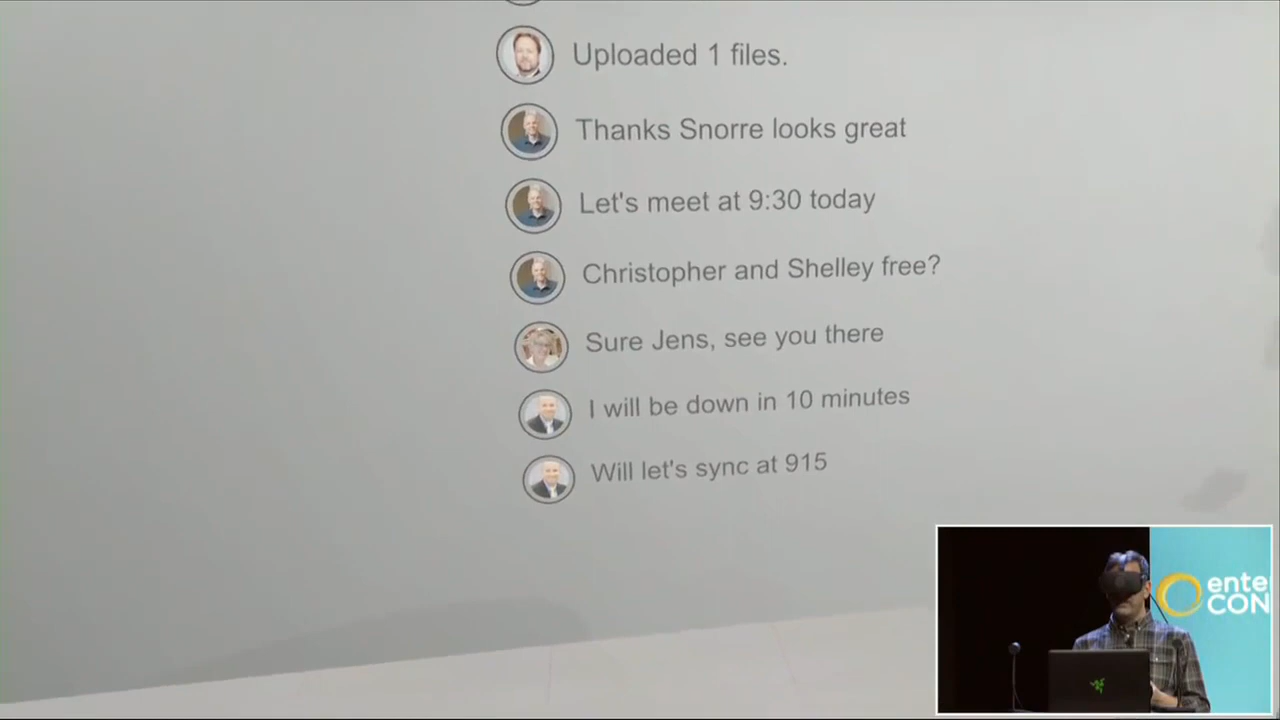 Uploaded 1 files.
Thanks Snorre looks great
Let's meet at 9:30 today
Christopher and Shelley free?
Sure Jens, see you there
I will be down in 10 minutes
Will let's sync at 915
ente
CON